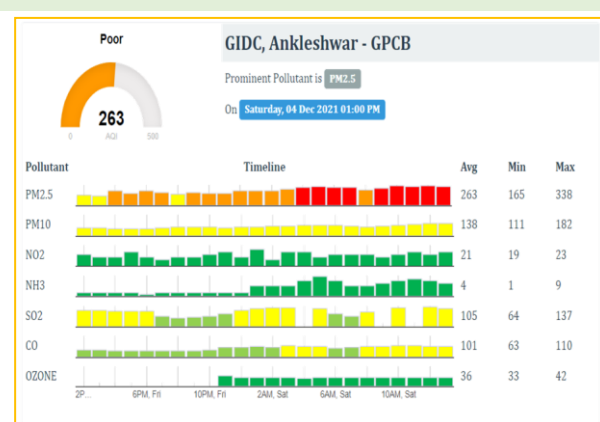 Poor
GIDC, Ankleshwar - GPCB
Prominent Pollutant is PM2.5
On Saturday, 04 Dec 2021 01:00 PM
263
0 AQI 500
Pollutant Timeline Avg Min Max
PM2.5 263 165 338
PM10 138 111 182
NO2 21 19 23
NH3 4 1 9
SO2 105 64 137
CO 101 63 110
OZONE 36 33 42
2P... 6PM, Fri 10PM, Fri 2AM, Sat 6AM, Sat 10AM, Sat